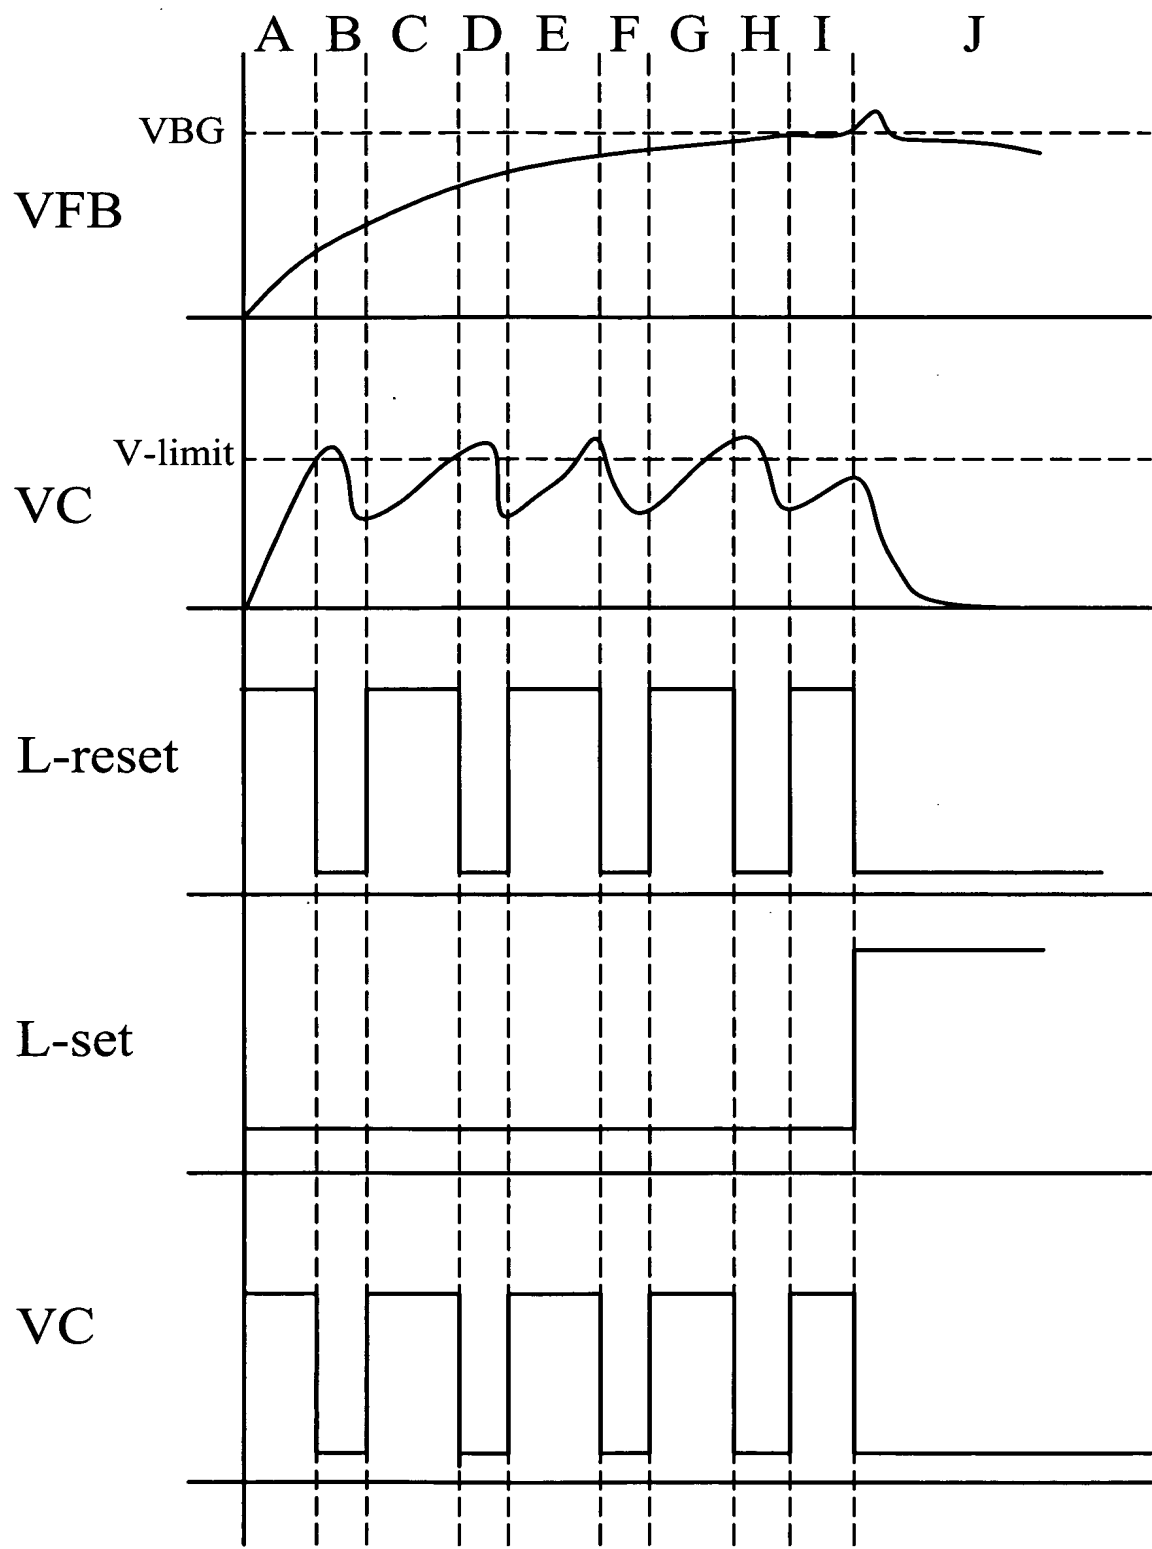 A B C D E F G H I J
VBG
VFB
V-limit
VC
L-reset
L-set
VC